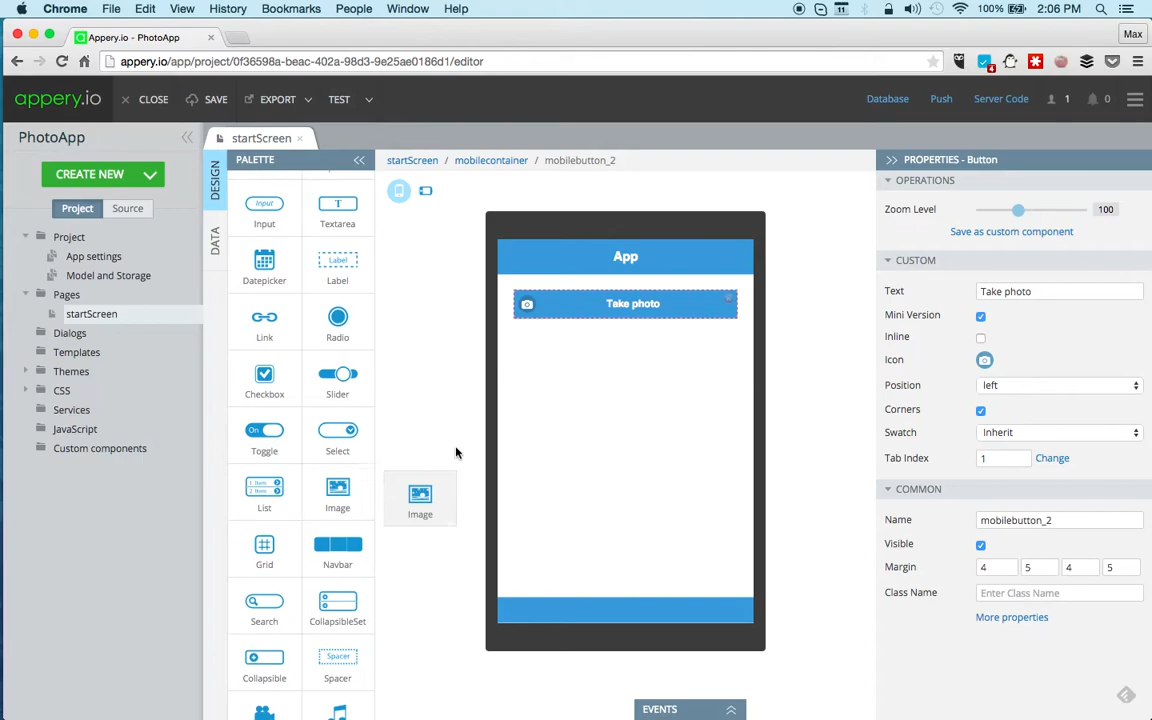 Chrome File Edit View History Bookmarks People Window Help 11 100% 2:06 PM
Appery.io - PhotoApp × Max
appery.io/app/project/0f36598a-beac-402a-98d3-9e25ae0186d1/editor 4
appery.io × CLOSE SAVE EXPORT TEST Database Push Server Code 1 0
PhotoApp
CREATE NEW
Project Source
Project
App settings
Model and Storage
Pages
startScreen
Dialogs
Templates
Themes
CSS
Services
JavaScript
Custom components
startScreen ×
DESIGN
DATA
PALETTE
Input T
Input Textarea
Label
Datepicker Label
Link Radio
Checkbox Slider
On
Toggle Select
1. Item
2. Item
List Image
Grid Navbar
Search CollapsibleSet
Spacer
Collapsible Spacer
startScreen / mobilecontainer / mobilebutton_2
App
Take photo
Image
EVENTS
PROPERTIES - Button
OPERATIONS
Zoom Level 100
Save as custom component
CUSTOM
Text Take photo
Mini Version
Inline
Icon
Position left
Corners
Swatch Inherit
Tab Index 1 Change
COMMON
Name mobilebutton_2
Visible
Margin 4 5 4 5
Class Name Enter Class Name
More properties